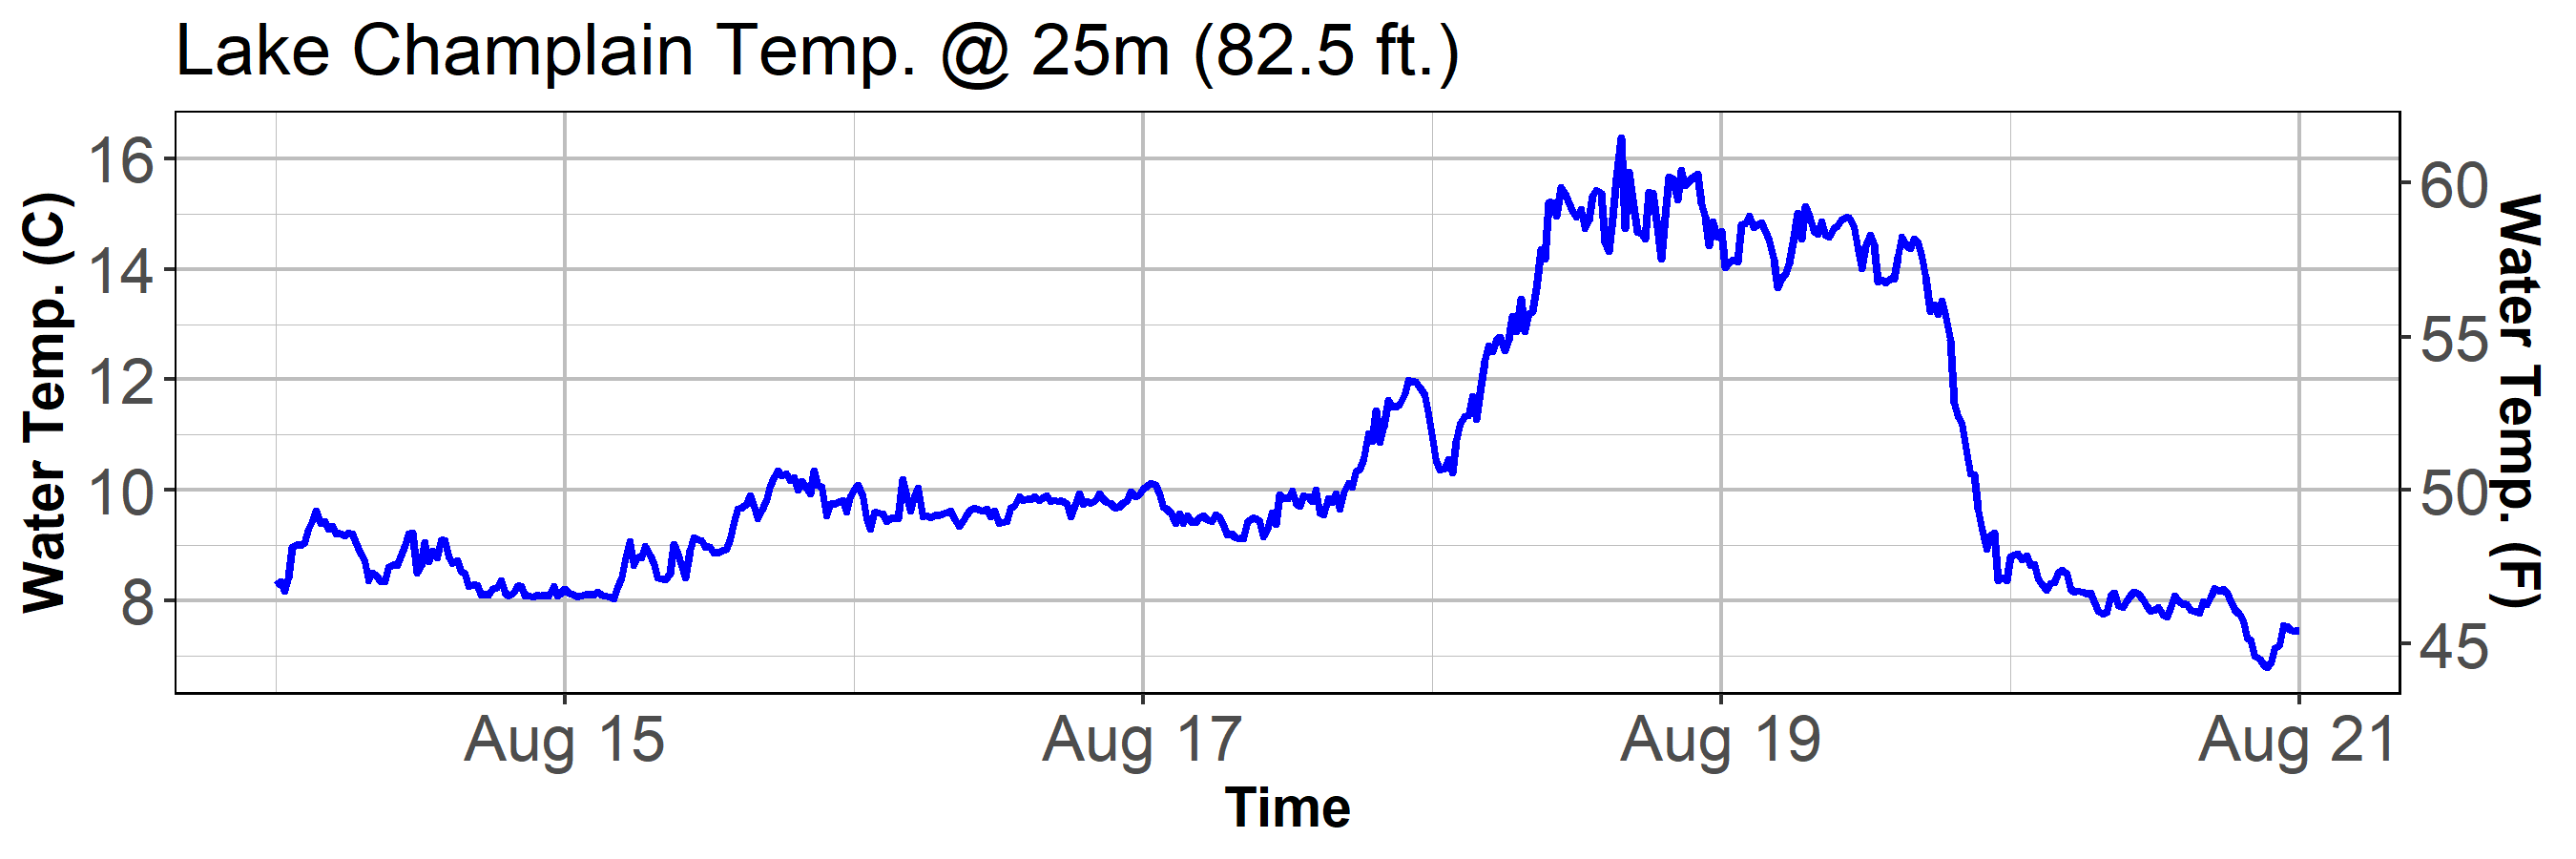 Lake Champlain Temp. @ 25m (82.5 ft.)
Water Temp. (C)
16
14
12
10
8
60
55
50
45
Water Temp. (F)
Aug 15
Aug 17
Aug 19
Aug 21
Time